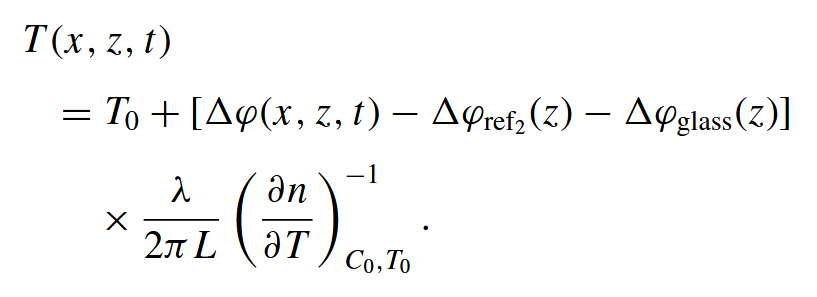 T(x, z, t)
= T₀ + [Δφ(x, z, t) − Δφ_ref₂(z) − Δφ_glass(z)]
× λ/(2πL) (∂n/∂T)⁻¹_{C₀,T₀} .